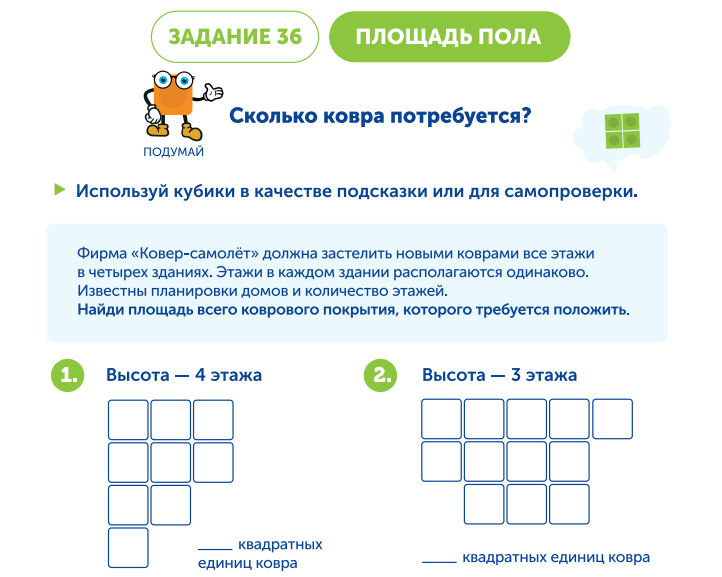 ЗАДАНИЕ 36
ПЛОЩАДЬ ПОЛА
Сколько ковра потребуется?
ПОДУМАЙ
Используй кубики в качестве подсказки или для самопроверки.
Фирма «Ковер-самолёт» должна застелить новыми коврами все этажи
в четырех зданиях. Этажи в каждом здании располагаются одинаково.
Известны планировки домов и количество этажей.
Найди площадь всего коврового покрытия, которого требуется положить.
1. Высота — 4 этажа
2. Высота — 3 этажа
____ квадратных
единиц ковра
____ квадратных единиц ковра